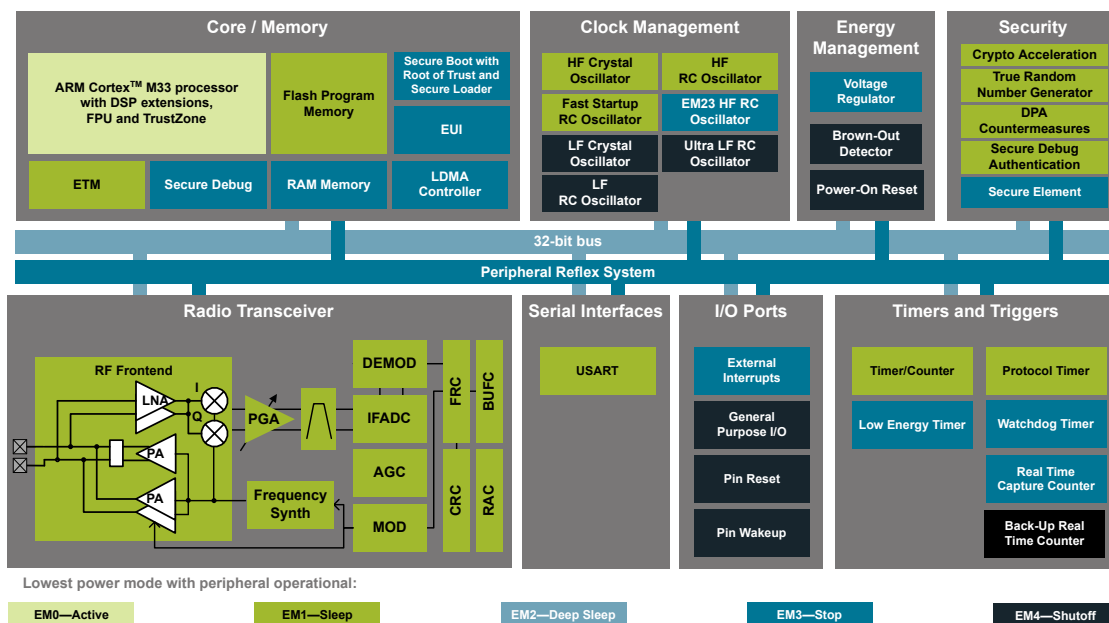 Core / Memory
ARM Cortex™ M33 processor
with DSP extensions,
FPU and TrustZone
Flash Program
Memory
Secure Boot with
Root of Trust and
Secure Loader
EUI
ETM
Secure Debug
RAM Memory
LDMA
Controller
Clock Management
HF Crystal
Oscillator
HF
RC Oscillator
Fast Startup
RC Oscillator
EM23 HF RC
Oscillator
LF Crystal
Oscillator
Ultra LF RC
Oscillator
LF
RC Oscillator
Energy
Management
Voltage
Regulator
Brown-Out
Detector
Power-On Reset
Security
Crypto Acceleration
True Random
Number Generator
DPA
Countermeasures
Secure Debug
Authentication
Secure Element
32-bit bus
Peripheral Reflex System
Radio Transceiver
RF Frontend
LNA
I
Q
PA
PA
PGA
Frequency
Synth
DEMOD
IFADC
AGC
MOD
FRC
BUFC
CRC
RAC
Serial Interfaces
USART
I/O Ports
External
Interrupts
General
Purpose I/O
Pin Reset
Pin Wakeup
Timers and Triggers
Timer/Counter
Protocol Timer
Low Energy Timer
Watchdog Timer
Real Time
Capture Counter
Back-Up Real
Time Counter
Lowest power mode with peripheral operational:
EM0—Active
EM1—Sleep
EM2—Deep Sleep
EM3—Stop
EM4—Shutoff